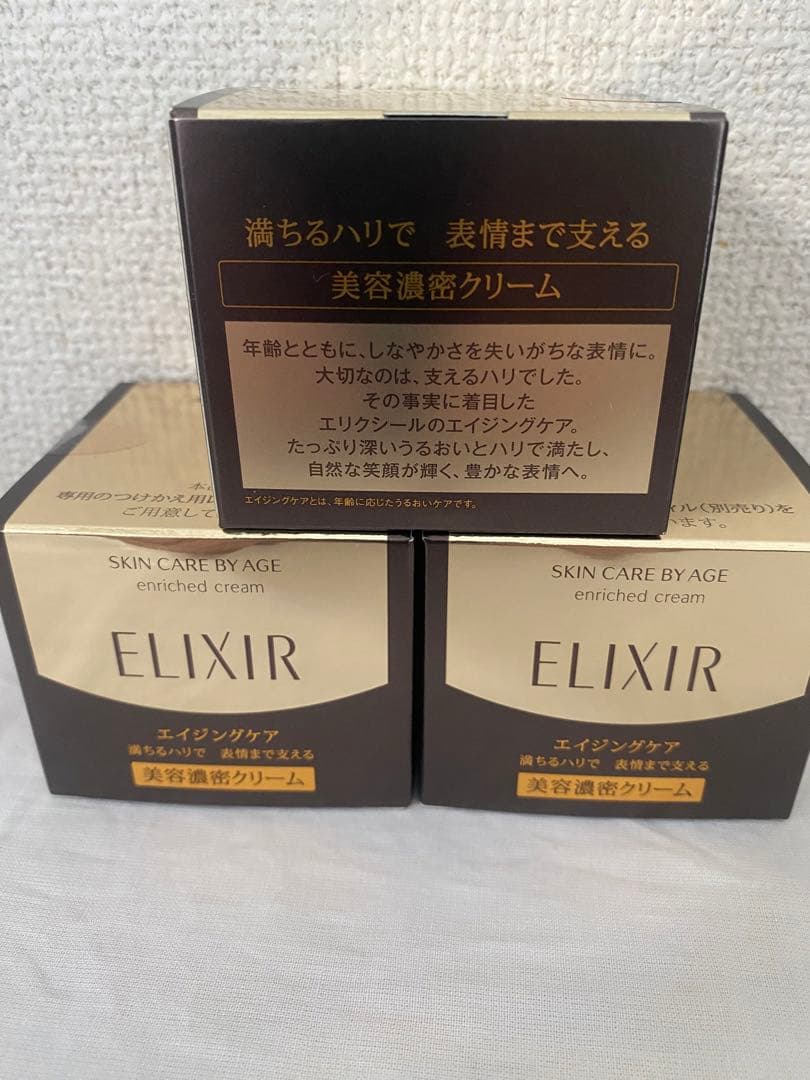 満ちるハリで　表情まで支える
美容濃密クリーム
年齢とともに、しなやかさを失いがちな表情に。
大切なのは、支えるハリでした。
その事実に着目した
エリクシールのエイジングケア。
たっぷり深いうるおいとハリで満たし、
自然な笑顔が輝く、豊かな表情へ。
エイジングケアとは、年齢に応じたうるおいケアです。
専用のつけかえ用
ご用意して
SKIN CARE BY AGE
enriched cream
ELIXIR
エイジングケア
満ちるハリで　表情まで支える
美容濃密クリーム
ィル(別売り)を
います。
SKIN CARE BY AGE
enriched cream
ELIXIR
エイジングケア
満ちるハリで　表情まで支える
美容濃密クリーム